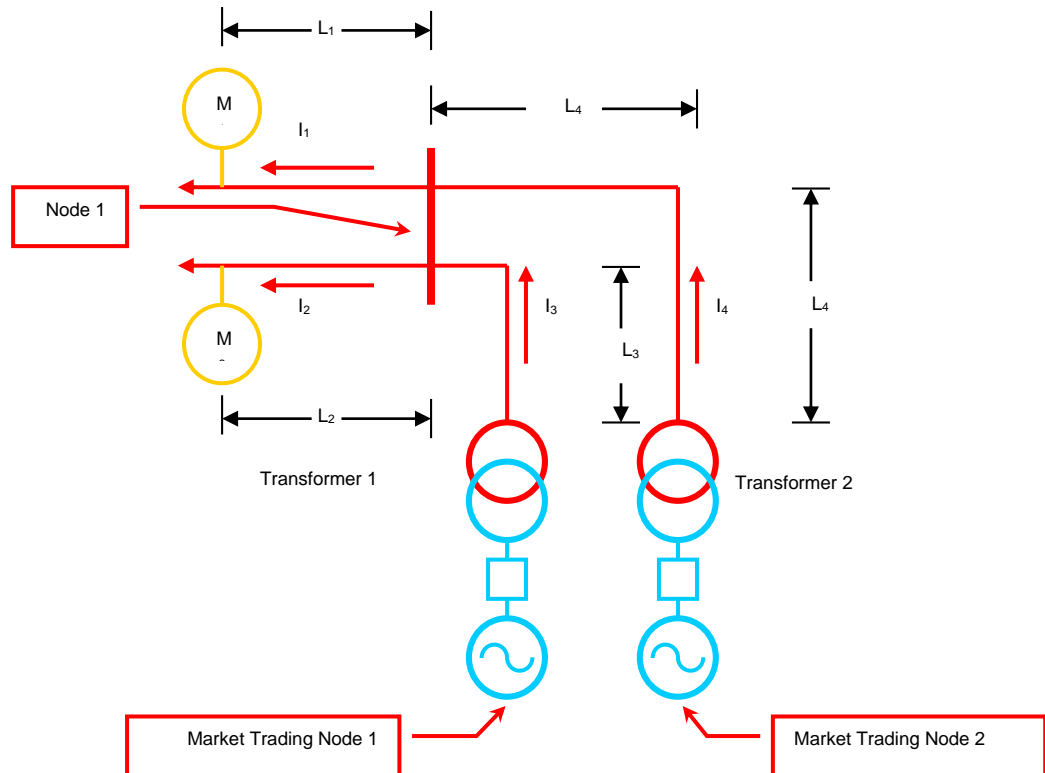 L₁
M
L₄
I₁
Node 1
I₂
I₃
I₄
L₄
M
L₃
L₂
Transformer 1
Transformer 2
Market Trading Node 1
Market Trading Node 2